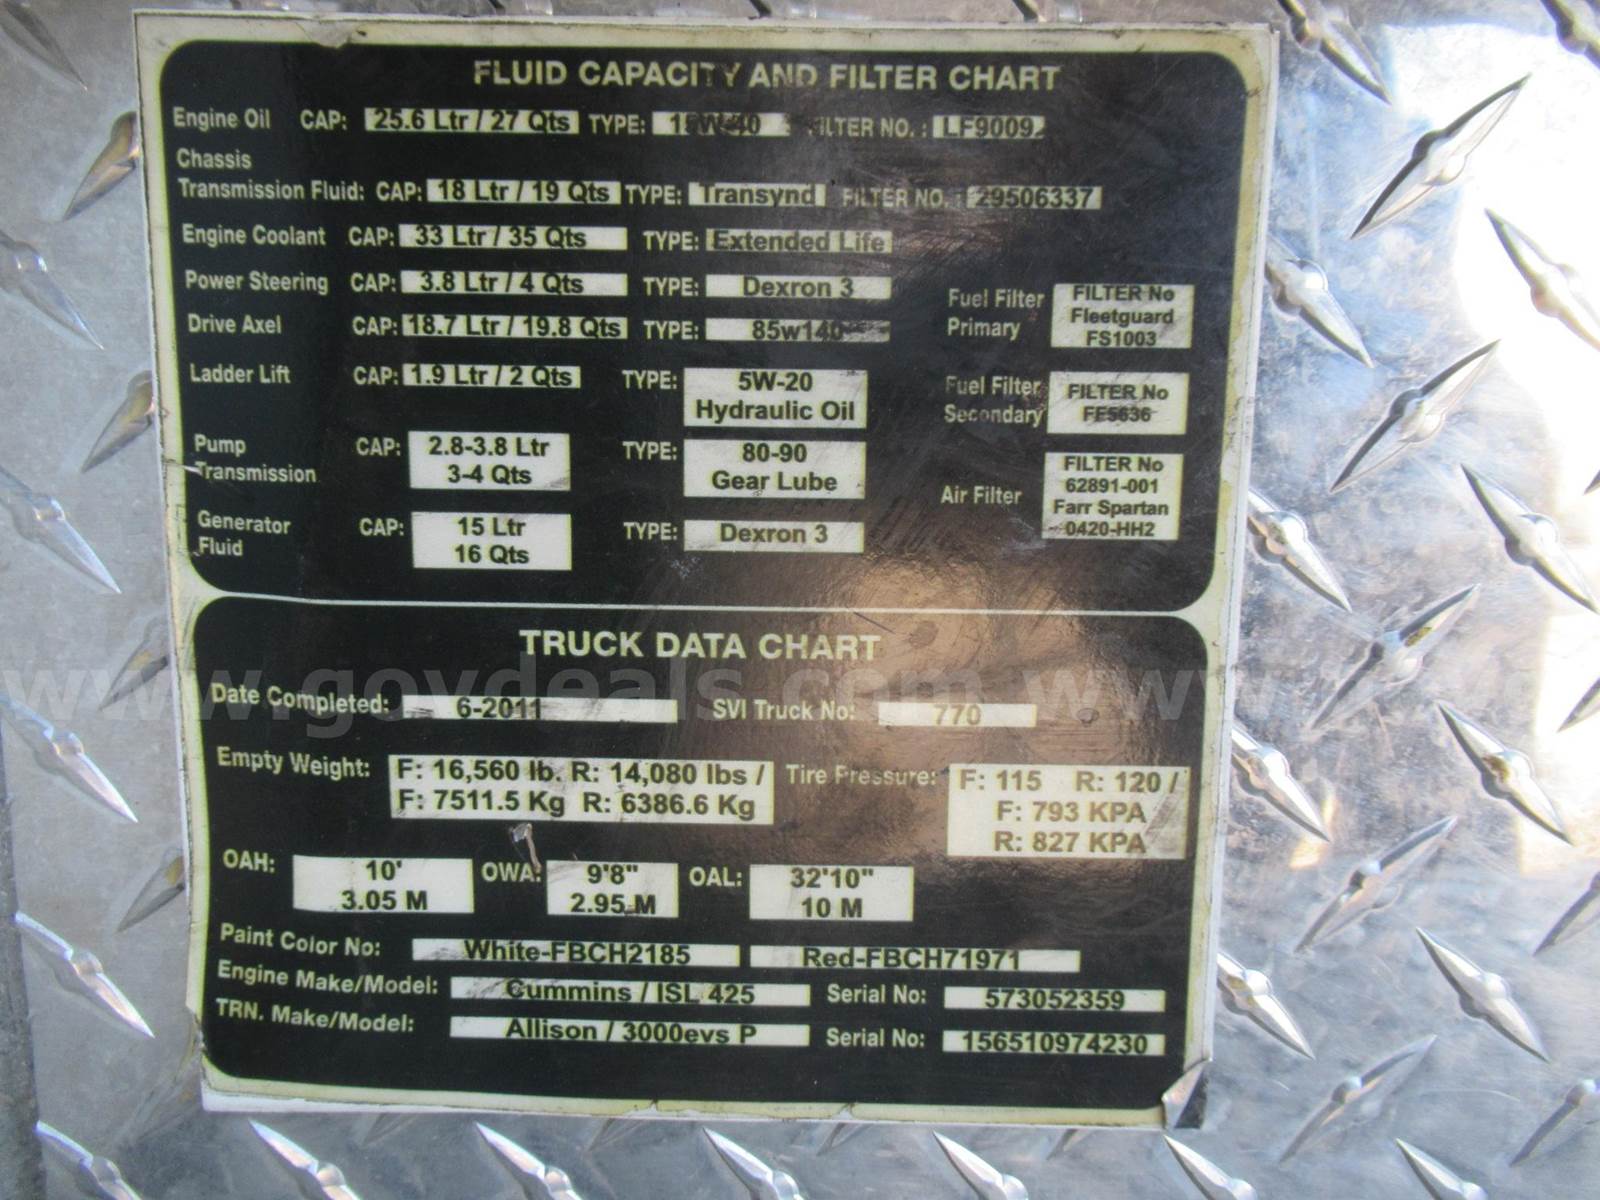 FLUID CAPACITY AND FILTER CHART
Engine Oil CAP: 25.6 Ltr / 27 Qts TYPE: 15W-40 FILTER NO. : LF9009
Chassis
Transmission Fluid: CAP: 18 Ltr / 19 Qts TYPE: Transynd FILTER NO. : 29506337
Engine Coolant CAP: 33 Ltr / 35 Qts TYPE: Extended Life
Power Steering CAP: 3.8 Ltr / 4 Qts TYPE: Dexron 3
Fuel Filter Primary
FILTER No
Fleetguard
FS1003
Drive Axel CAP: 18.7 Ltr / 19.8 Qts TYPE: 85w140
Ladder Lift CAP: 1.9 Ltr / 2 Qts TYPE: 5W-20
Hydraulic Oil
Fuel Filter
Secondary
FILTER No
FF5636
Pump
Transmission
CAP: 2.8-3.8 Ltr
3-4 Qts
TYPE: 80-90
Gear Lube
Air Filter
FILTER No
62891-001
Farr Spartan
0420-HH2
Generator
Fluid
CAP: 15 Ltr
16 Qts
TYPE: Dexron 3
TRUCK DATA CHART
www.govdeals.com www.
Date Completed: 6-2011 SVI Truck No: 770
Empty Weight: F: 16,560 lb. R: 14,080 lbs /
F: 7511.5 Kg R: 6386.6 Kg
Tire Pressure: F: 115 R: 120 /
F: 793 KPA
R: 827 KPA
OAH: 10'
3.05 M
OWA: 9'8"
2.95 M
OAL: 32'10"
10 M
Paint Color No: White-FBCH2185 Red-FBCH71971
Engine Make/Model: Cummins / ISL 425 Serial No: 573052359
TRN. Make/Model: Allison / 3000evs P Serial No: 156510974230